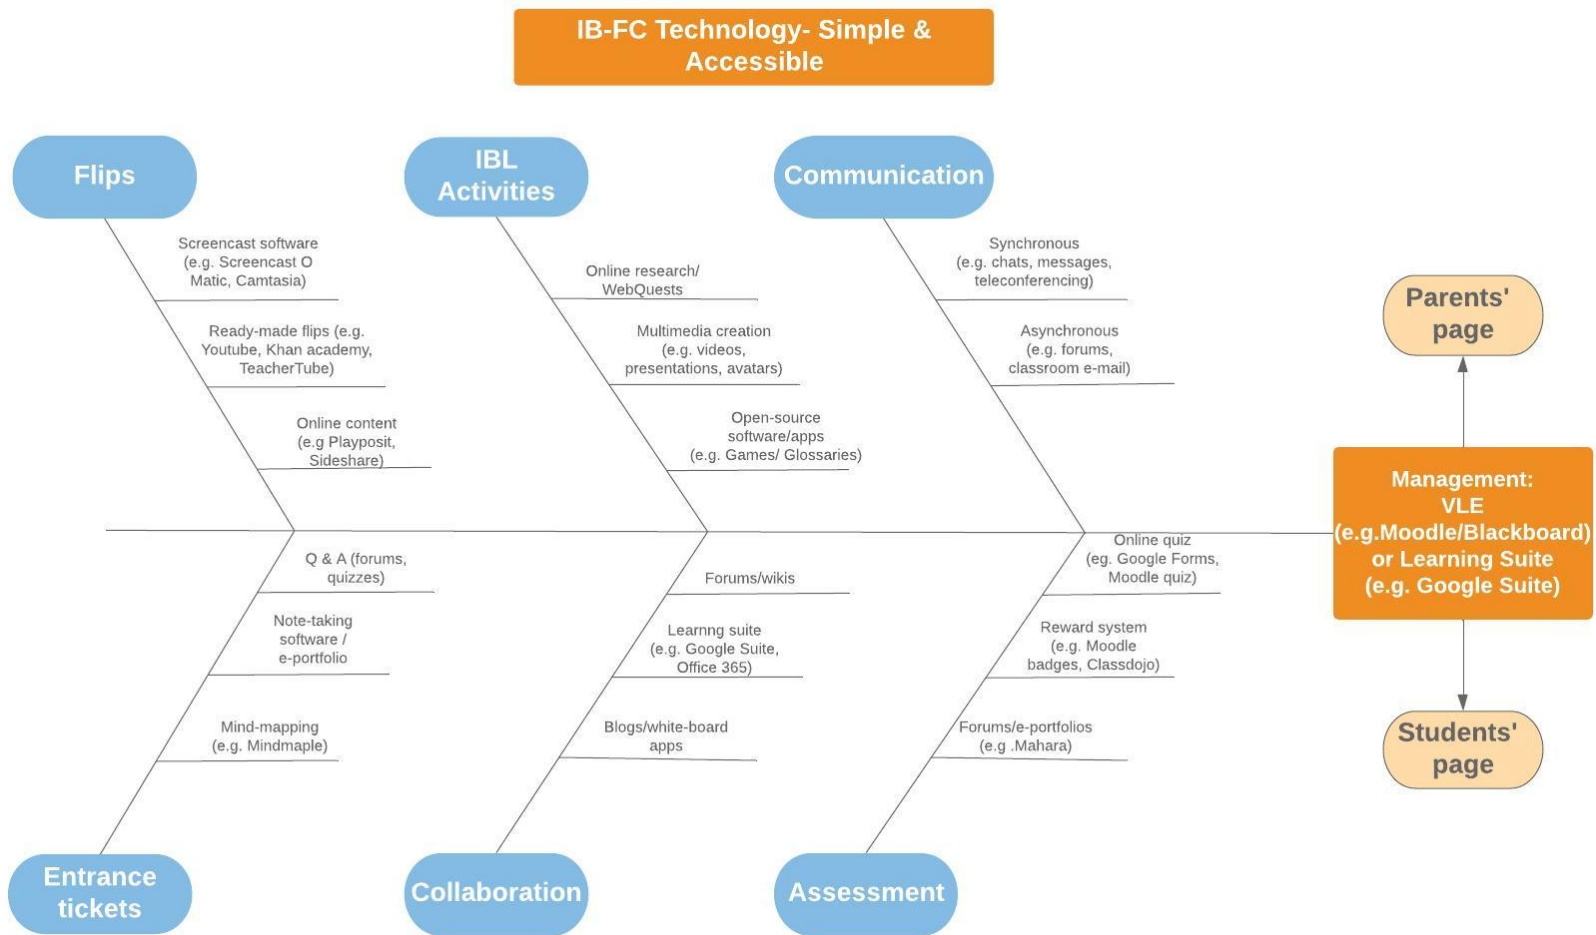 IB-FC Technology- Simple &
Accessible
Flips
IBL
Activities
Communication
Screencast software
(e.g. Screencast O
Matic, Camtasia)
Ready-made flips (e.g.
Youtube, Khan academy,
TeacherTube)
Online content
(e.g Playposit,
Sideshare)
Online research/
WebQuests
Multimedia creation
(e.g. videos,
presentations, avatars)
Open-source
software/apps
(e.g. Games/ Glossaries)
Synchronous
(e.g. chats, messages,
teleconferencing)
Asynchronous
(e.g. forums,
classroom e-mail)
Parents'
page
Management:
VLE
(e.g.Moodle/Blackboard)
or Learning Suite
(e.g. Google Suite)
Students'
page
Q & A (forums,
quizzes)
Note-taking
software /
e-portfolio
Mind-mapping
(e.g. Mindmaple)
Forums/wikis
Learnng suite
(e.g. Google Suite,
Office 365)
Blogs/white-board
apps
Online quiz
(eg. Google Forms,
Moodle quiz)
Reward system
(e.g. Moodle
badges, Classdojo)
Forums/e-portfolios
(e.g .Mahara)
Entrance
tickets
Collaboration
Assessment